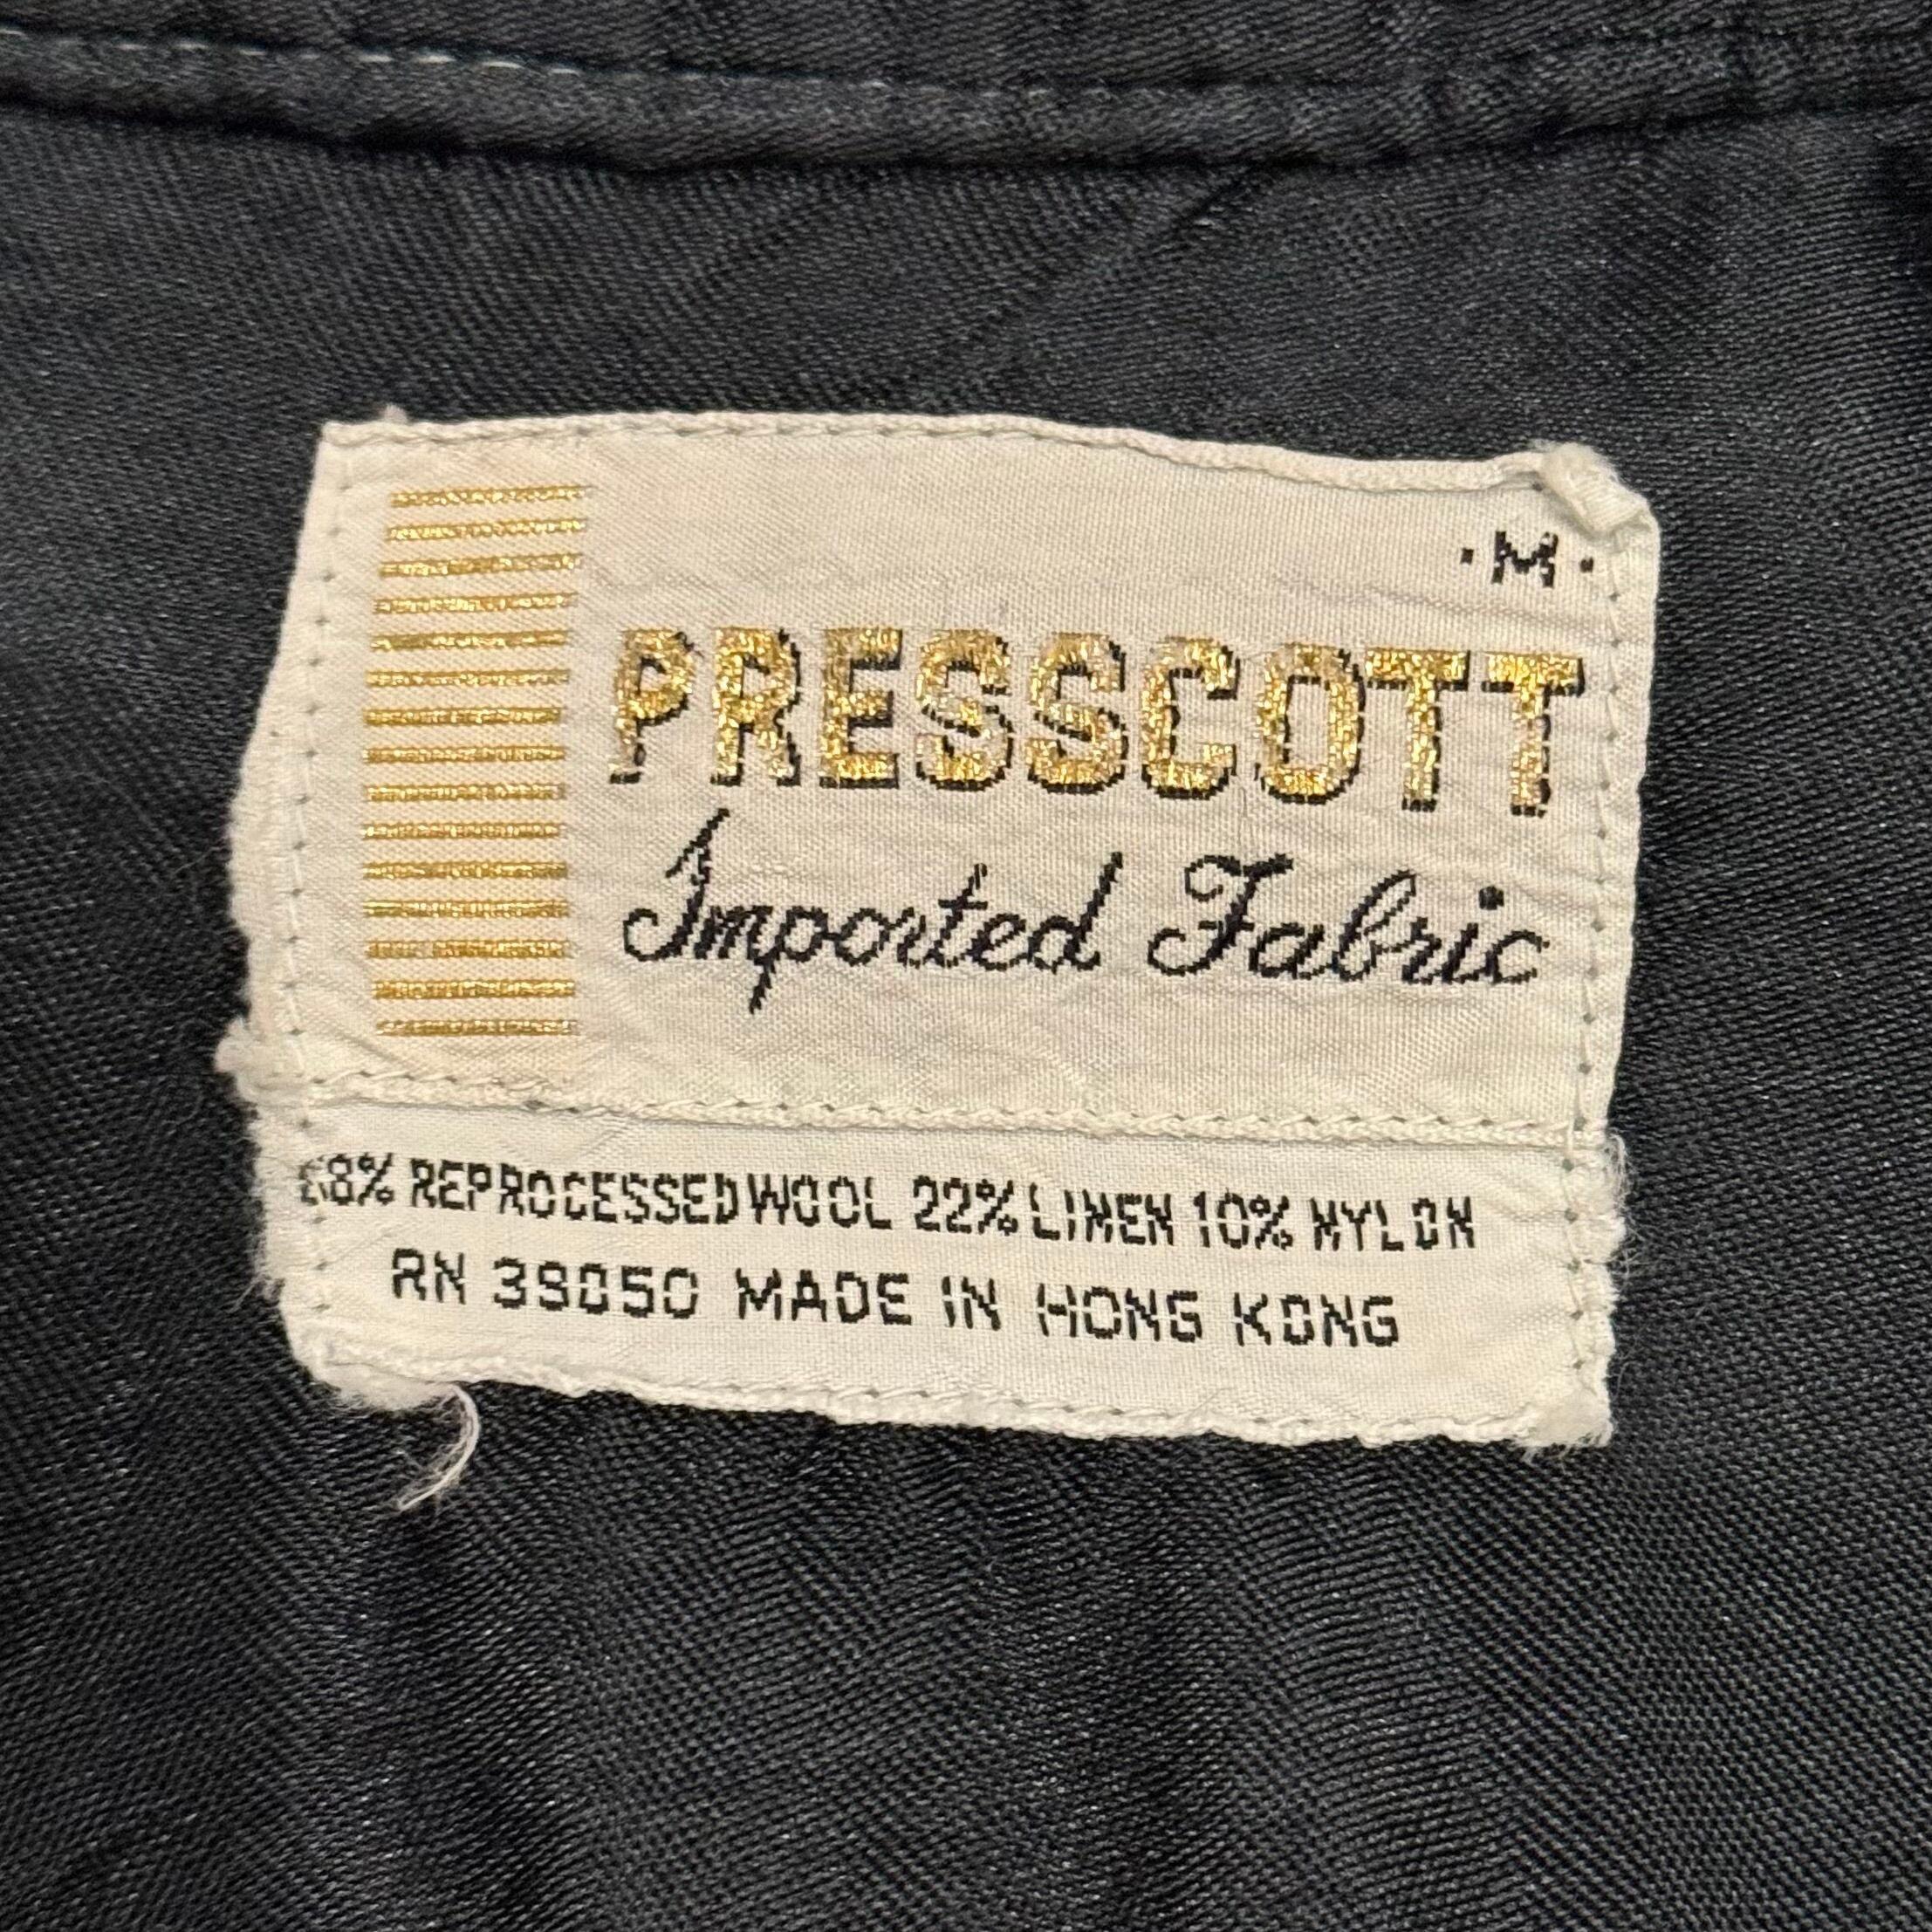 ·M·
PRESSCOTT
Imported Fabric
68% REPROCESSED WOOL 22% LINEN 10% NYLON
RN 39050 MADE IN HONG KONG